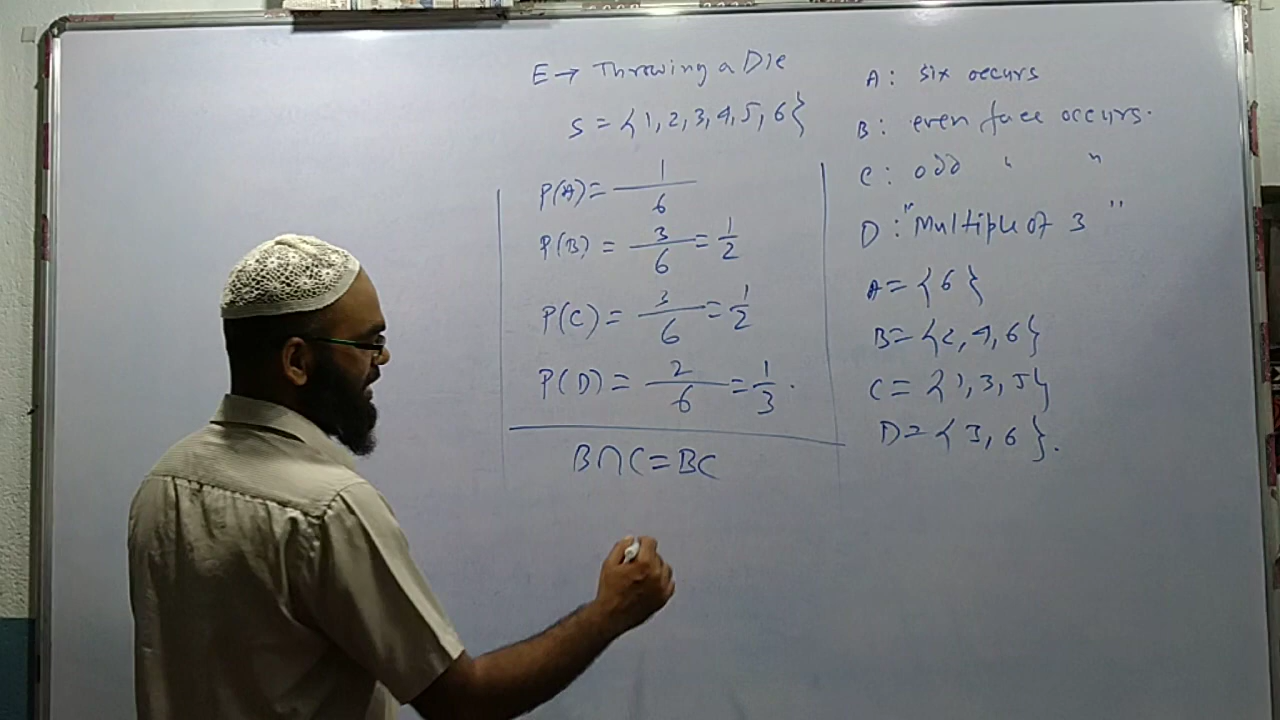 E → Throwing a Die
S = {1, 2, 3, 4, 5, 6}
P(A) = 1/6
P(B) = 3/6 = 1/2
P(C) = 3/6 = 1/2
P(D) = 2/6 = 1/3.
B∩C = BC
A: six occurs
B: even face occurs.
C: odd " "
D: "Multiple of 3"
A = {6}
B = {2, 4, 6}
C = {1, 3, 5}
D = {3, 6}.